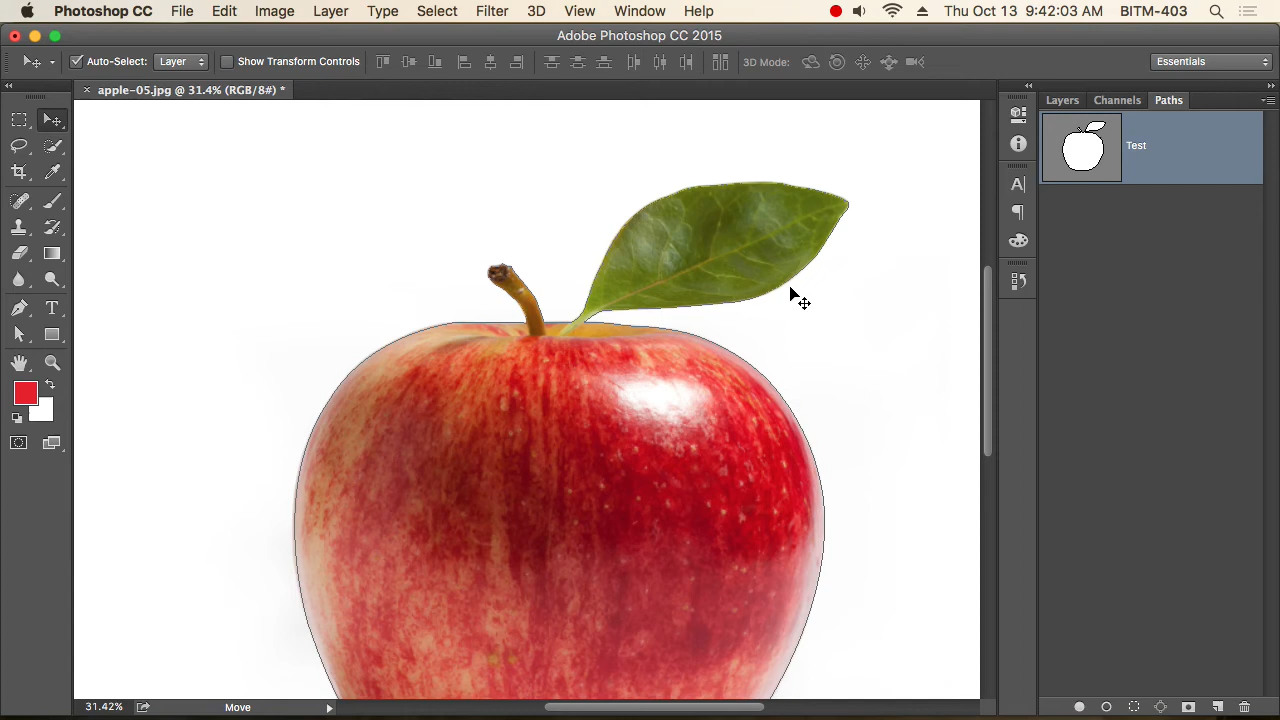 Photoshop CC File Edit Image Layer Type Select Filter 3D View Window Help Thu Oct 13 9:42:03 AM BITM-403
Adobe Photoshop CC 2015
Auto-Select: Layer Show Transform Controls 3D Mode: Essentials
apple-05.jpg @ 31.4% (RGB/8#) *
Layers Channels Paths
Test
31.42% Move